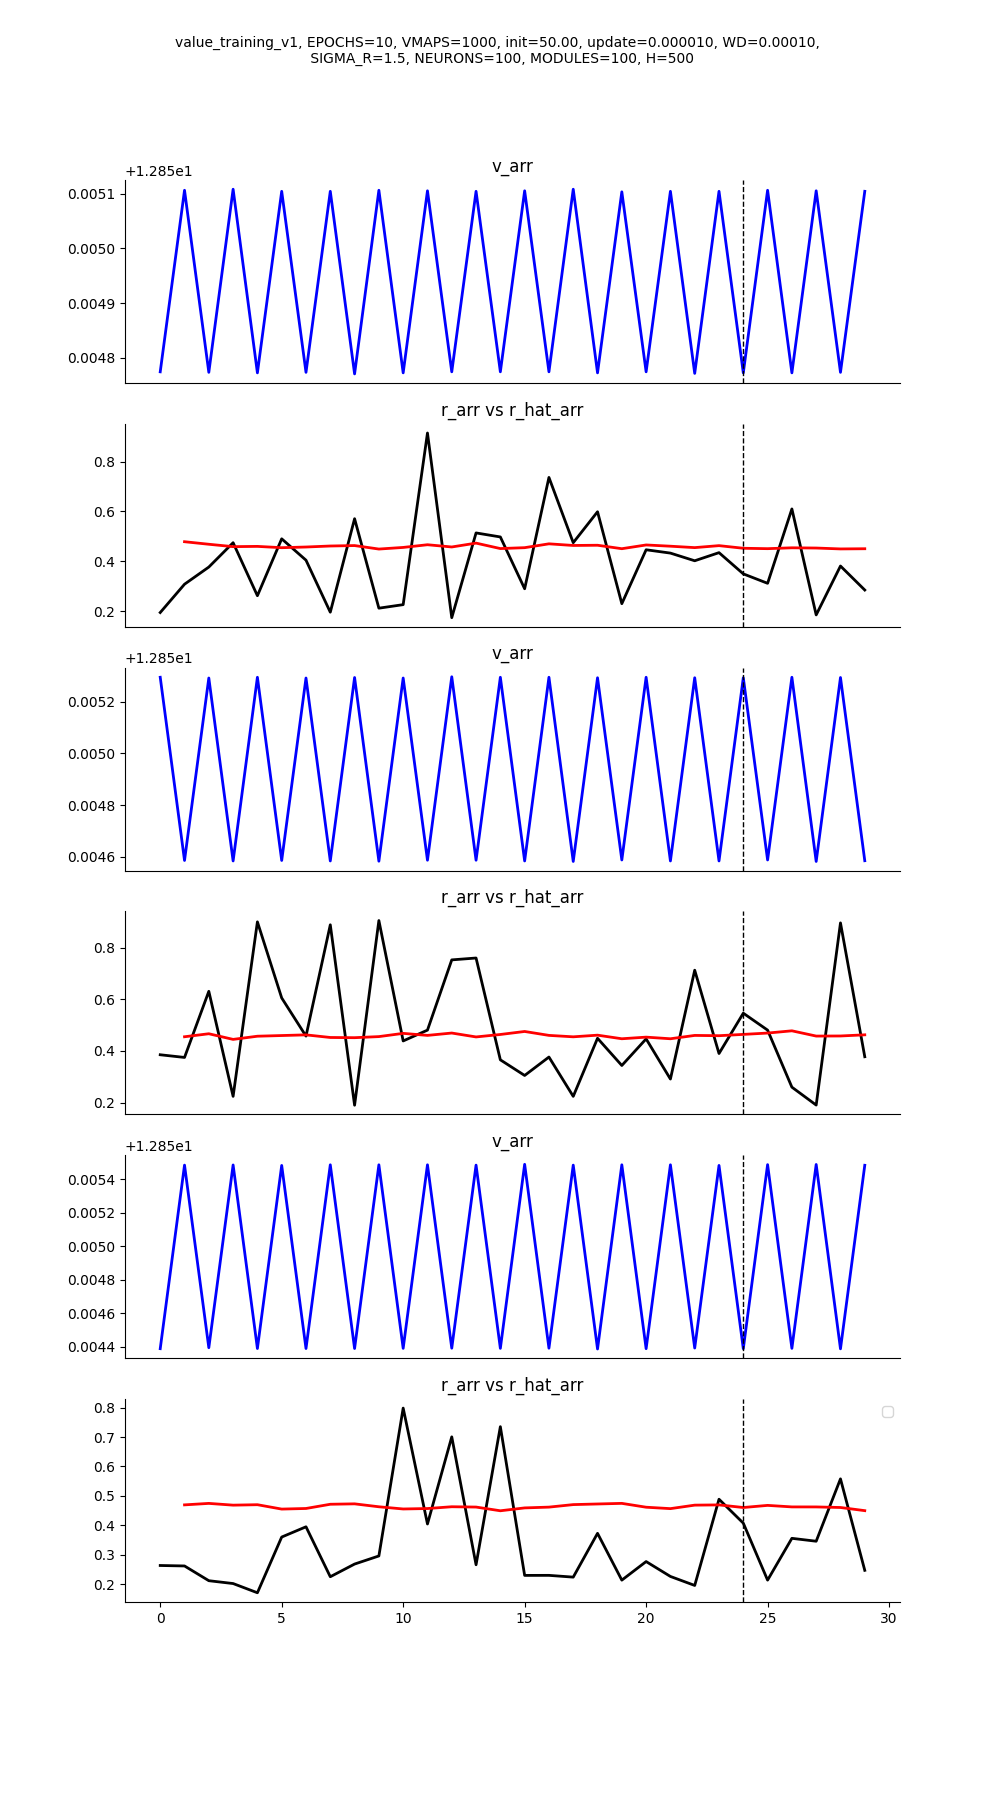 value_training_v1, EPOCHS=10, VMAPS=1000, init=50.00, update=0.000010, WD=0.00010,
SIGMA_R=1.5, NEURONS=100, MODULES=100, H=500
+1.285e1
v_arr
0.0051
0.0050
0.0049
0.0048
r_arr vs r_hat_arr
0.8
0.6
0.4
0.2
+1.285e1
v_arr
0.0052
0.0050
0.0048
0.0046
r_arr vs r_hat_arr
0.8
0.6
0.4
0.2
+1.285e1
v_arr
0.0054
0.0052
0.0050
0.0048
0.0046
0.0044
r_arr vs r_hat_arr
0.8
0.7
0.6
0.5
0.4
0.3
0.2
0 5 10 15 20 25 30